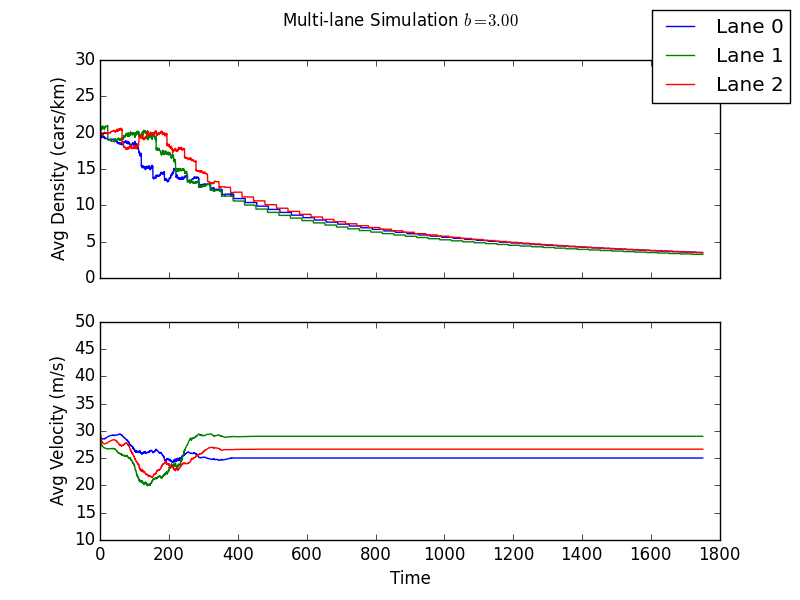 Multi-lane Simulation b = 3.00
Lane 0
Lane 1
Lane 2
30
25
20
15
10
5
0
Avg Density (cars/km)
50
45
40
35
30
25
20
15
10
Avg Velocity (m/s)
0 200 400 600 800 1000 1200 1400 1600 1800
Time